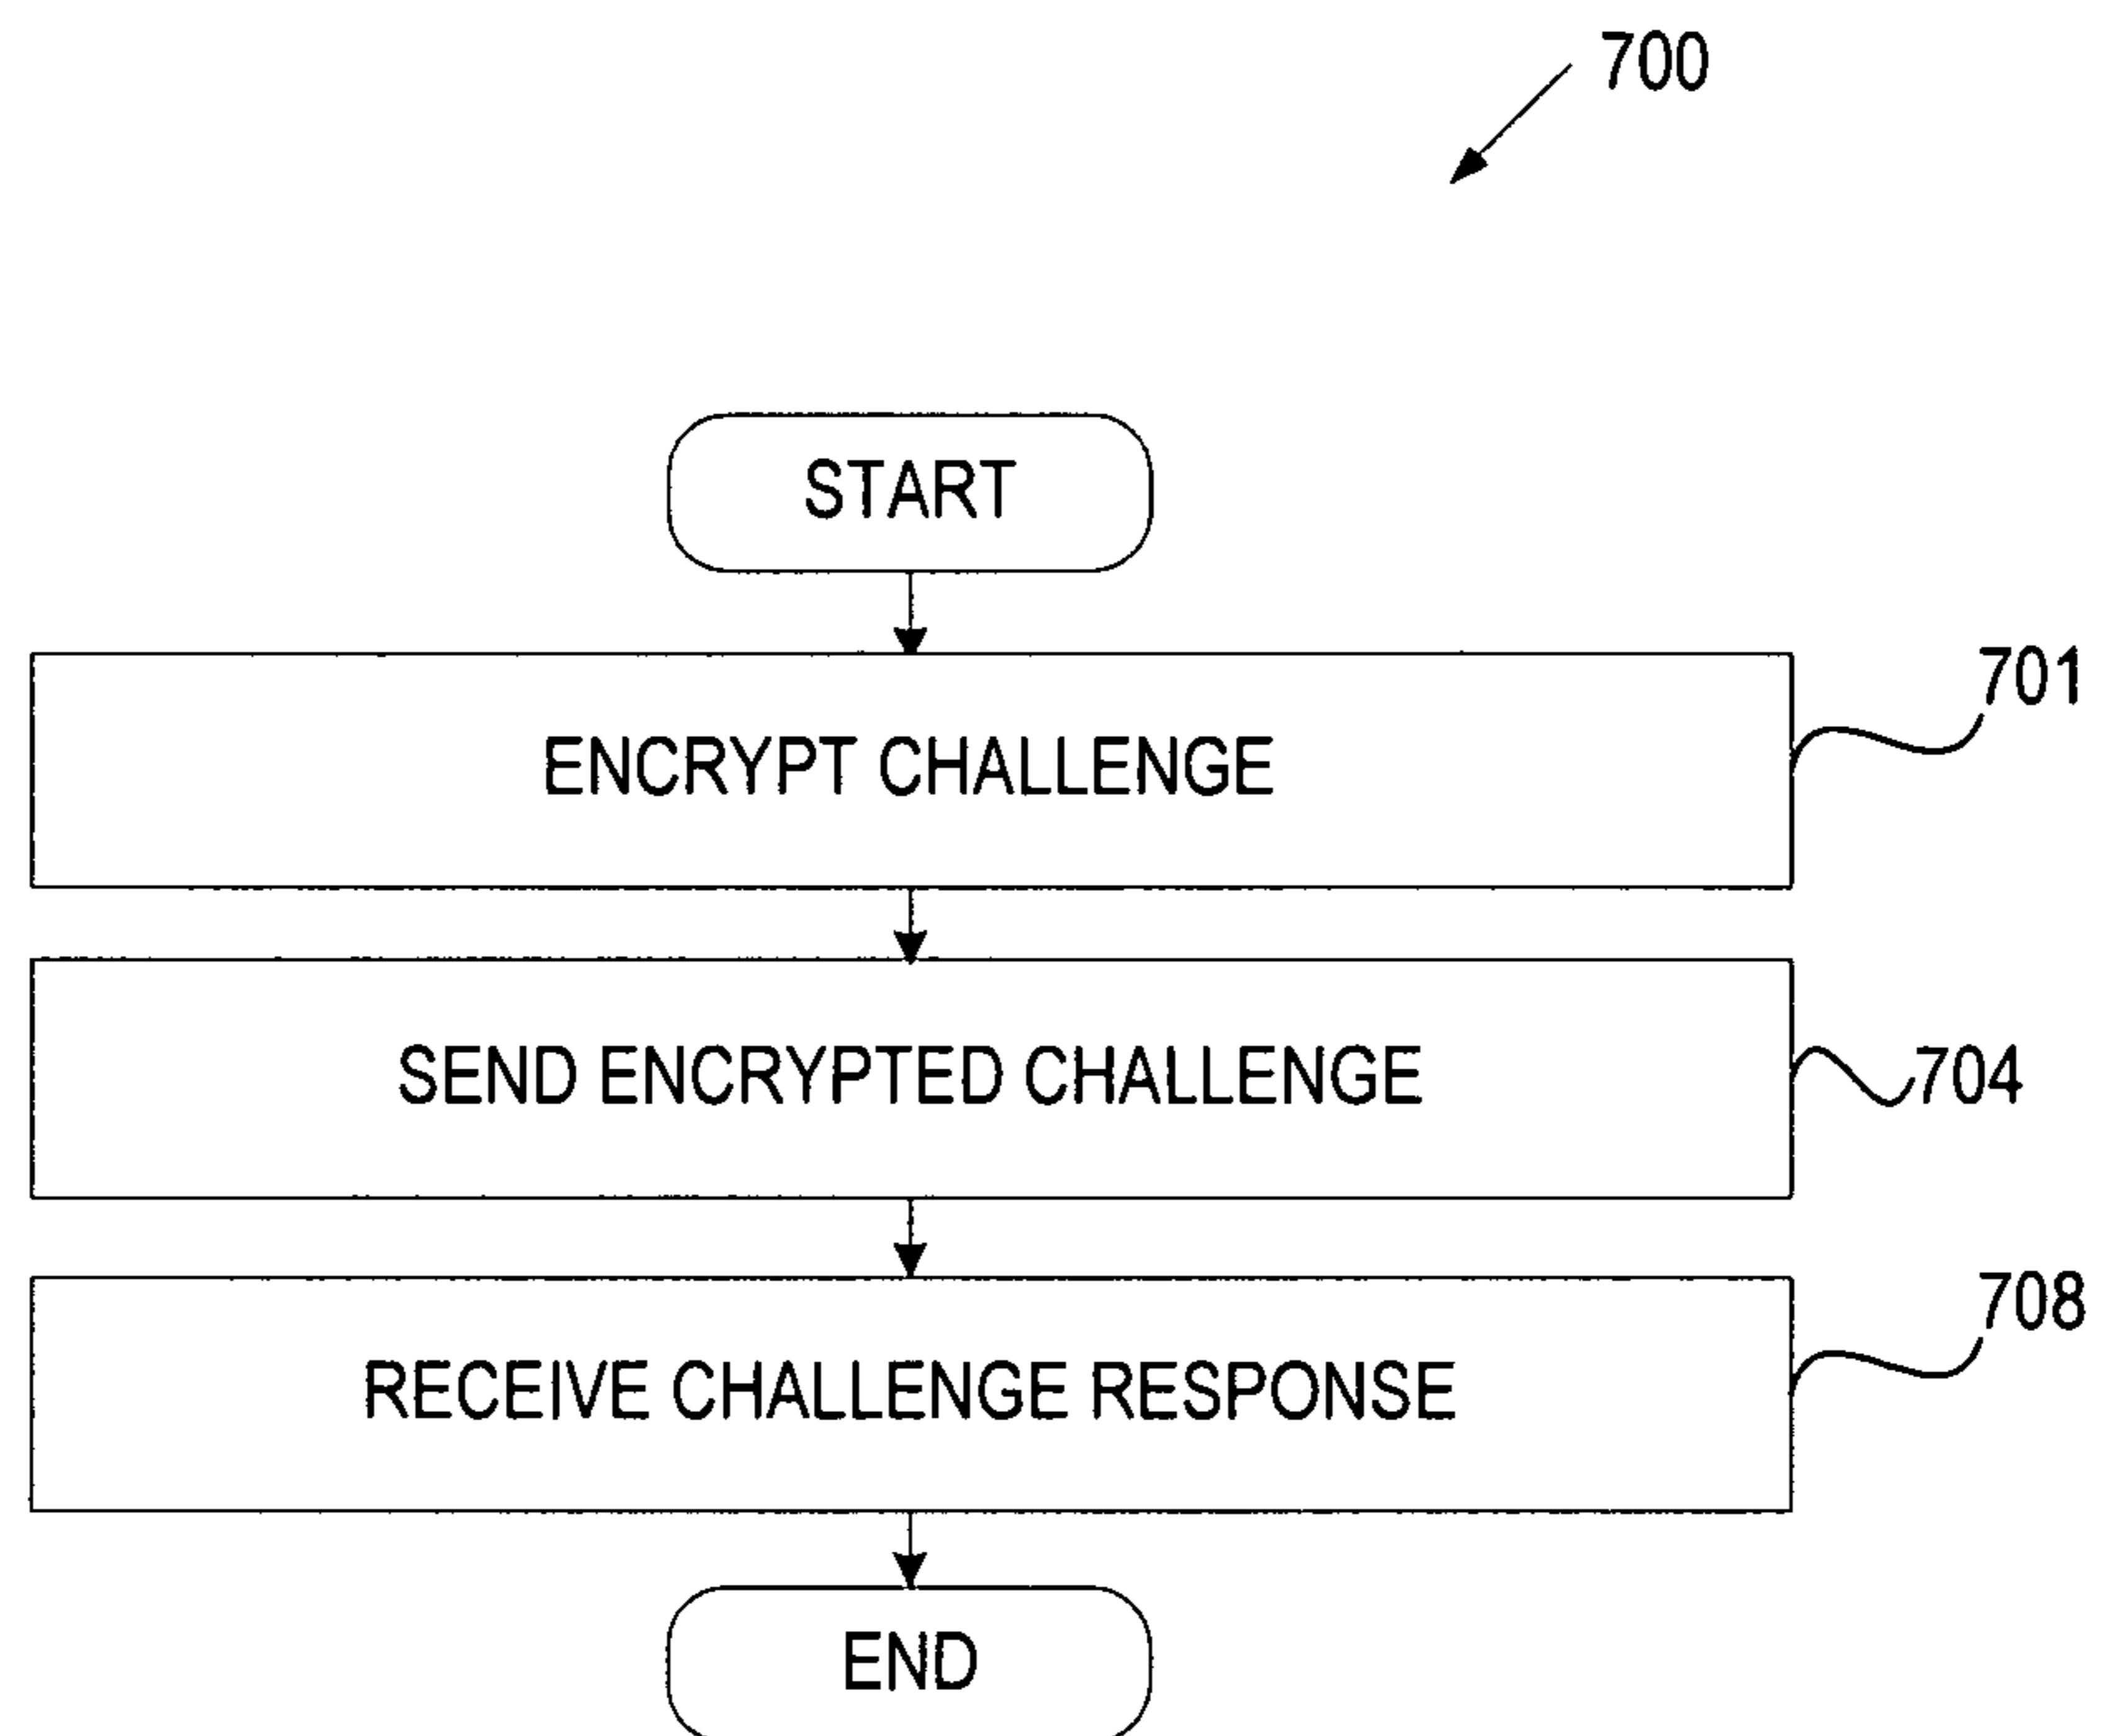 700
START
ENCRYPT CHALLENGE
701
SEND ENCRYPTED CHALLENGE
704
RECEIVE CHALLENGE RESPONSE
708
END